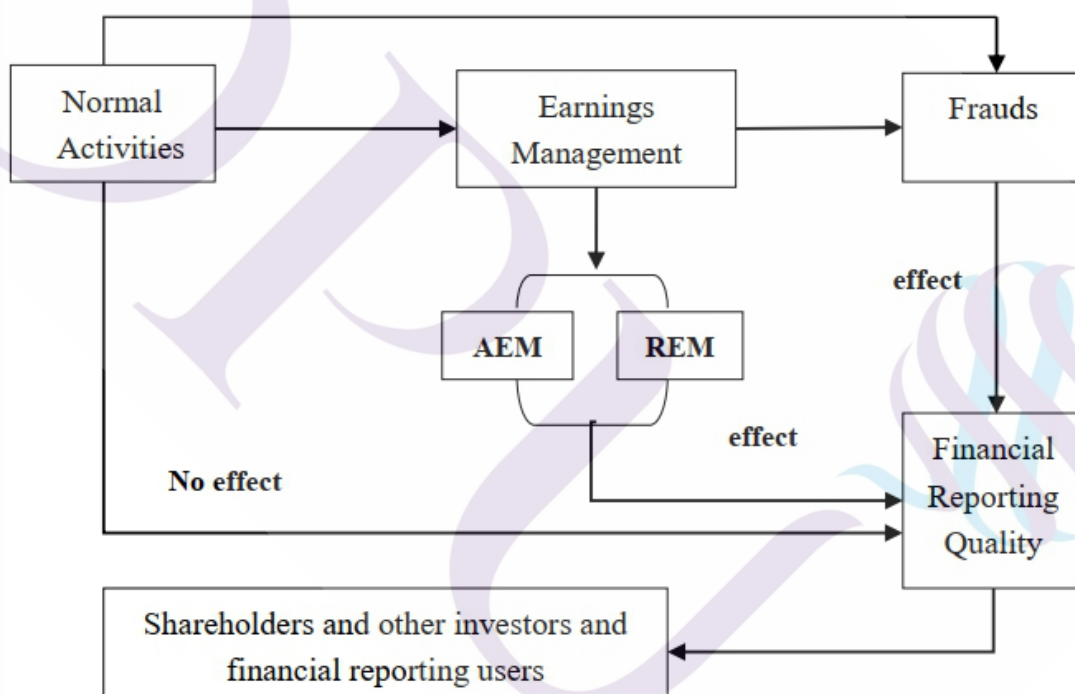 Normal
Activities
Earnings
Management
Frauds
effect
AEM
REM
effect
No effect
Financial
Reporting
Quality
Shareholders and other investors and
financial reporting users